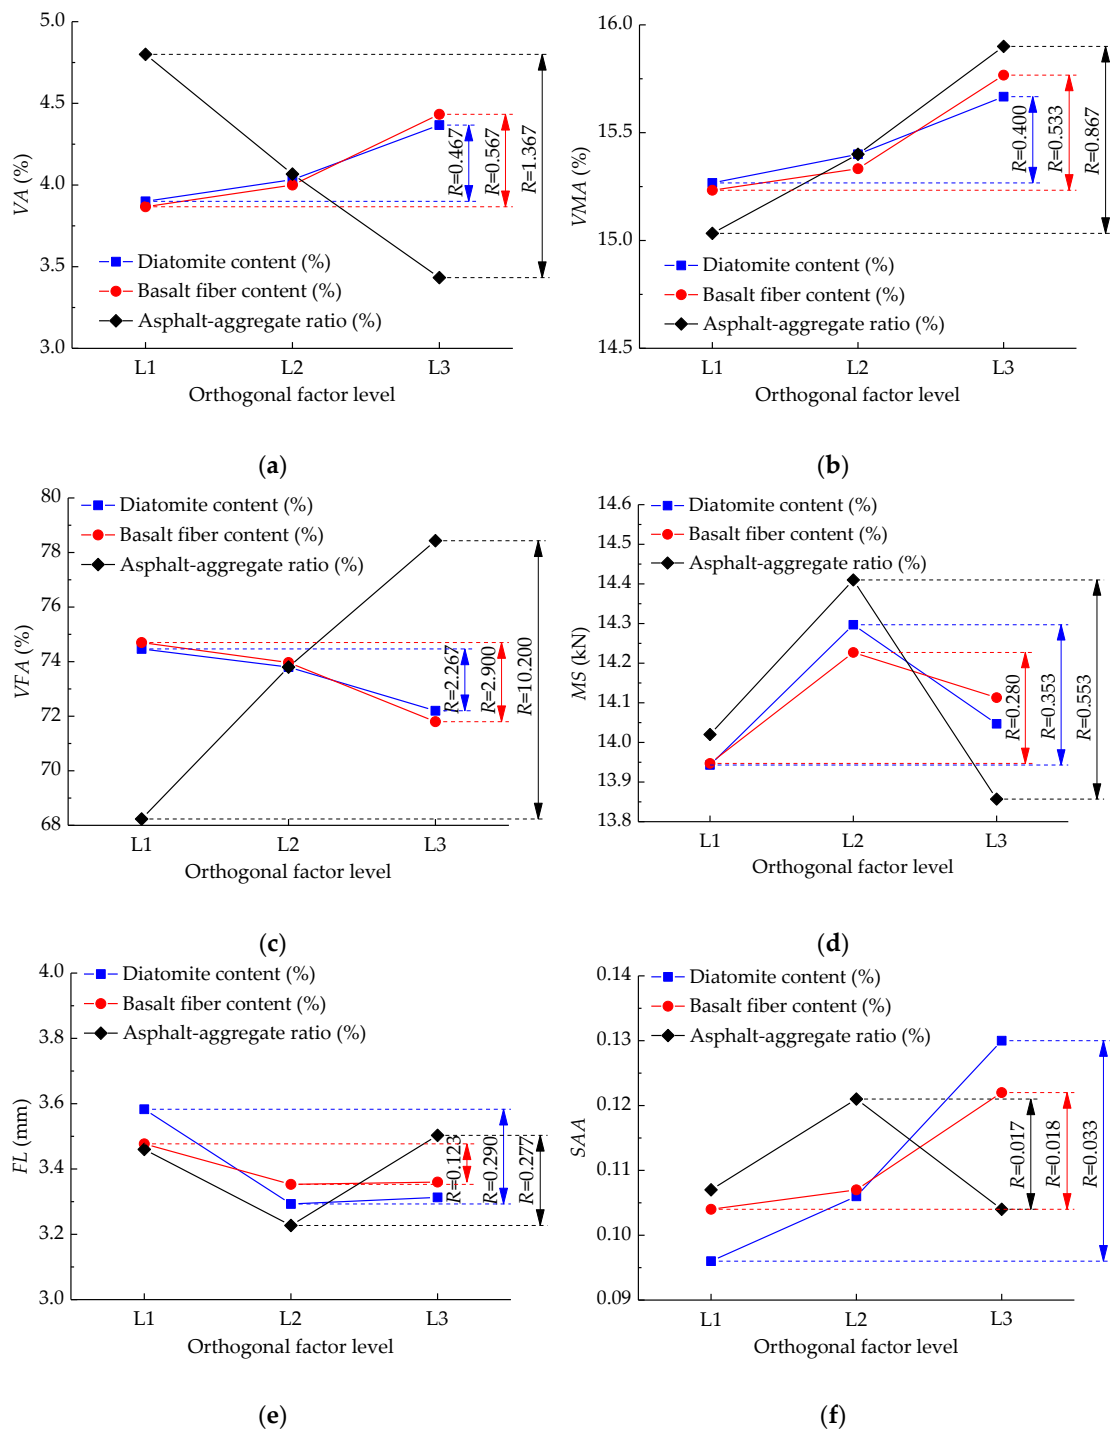 5.0
4.5
4.0
3.5
3.0
VA (%)
R=0.467
R=0.567
R=1.367
Diatomite content (%)
Basalt fiber content (%)
Asphalt-aggregate ratio (%)
L1 L2 L3
Orthogonal factor level
(a)
16.0
15.5
15.0
14.5
VMA (%)
R=0.400
R=0.533
R=0.867
Diatomite content (%)
Basalt fiber content (%)
Asphalt-aggregate ratio (%)
L1 L2 L3
Orthogonal factor level
(b)
80
78
76
74
72
70
68
VFA (%)
Diatomite content (%)
Basalt fiber content (%)
Asphalt-aggregate ratio (%)
R=2.267
R=2.900
R=10.200
L1 L2 L3
Orthogonal factor level
(c)
14.6
14.5
14.4
14.3
14.2
14.1
14.0
13.9
13.8
MS (kN)
Diatomite content (%)
Basalt fiber content (%)
Asphalt-aggregate ratio (%)
R=0.280
R=0.353
R=0.553
L1 L2 L3
Orthogonal factor level
(d)
4.0
3.8
3.6
3.4
3.2
3.0
FL (mm)
Diatomite content (%)
Basalt fiber content (%)
Asphalt-aggregate ratio (%)
R=0.123
R=0.290
R=0.277
L1 L2 L3
Orthogonal factor level
(e)
0.14
0.13
0.12
0.11
0.10
0.09
SAA
Diatomite content (%)
Basalt fiber content (%)
Asphalt-aggregate ratio (%)
R=0.017
R=0.018
R=0.033
L1 L2 L3
Orthogonal factor level
(f)